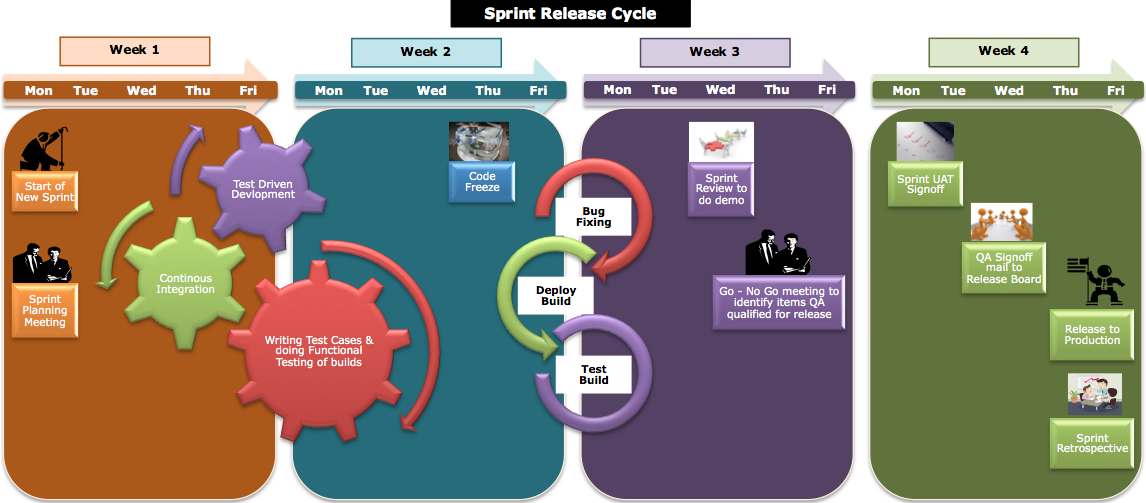 Sprint Release Cycle
Week 1
Week 2
Week 3
Week 4
Mon Tue Wed Thu Fri
Mon Tue Wed Thu Fri
Mon Tue Wed Thu Fri
Mon Tue Wed Thu Fri
Start of
New Sprint
Sprint
Planning
Meeting
Test Driven
Devlopment
Continous
Integration
Writing Test Cases &
doing Functional
Testing of builds
Code
Freeze
Bug
Fixing
Deploy
Build
Test
Build
Sprint
Review to
do demo
Go - No Go meeting to
identify items QA
qualified for release
Sprint UAT
Signoff
QA Signoff
mail to
Release Board
Release to
Production
Sprint
Retrospective